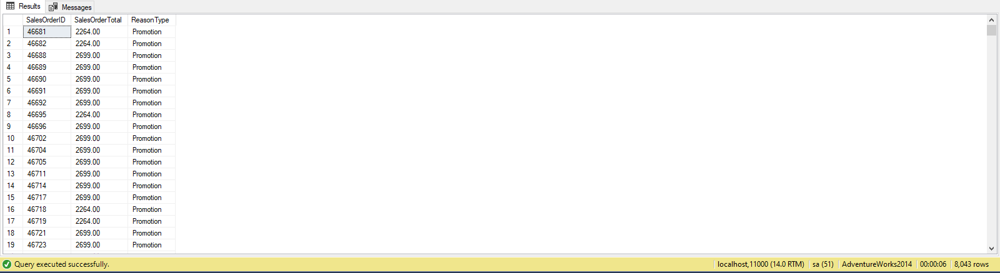 Results Messages
SalesOrderID SalesOrderTotal ReasonType
1 46681 2264.00 Promotion
2 46682 2264.00 Promotion
3 46688 2699.00 Promotion
4 46689 2699.00 Promotion
5 46690 2699.00 Promotion
6 46691 2699.00 Promotion
7 46692 2699.00 Promotion
8 46695 2264.00 Promotion
9 46696 2699.00 Promotion
10 46702 2699.00 Promotion
11 46704 2699.00 Promotion
12 46705 2699.00 Promotion
13 46711 2699.00 Promotion
14 46714 2699.00 Promotion
15 46717 2699.00 Promotion
16 46718 2264.00 Promotion
17 46719 2264.00 Promotion
18 46721 2699.00 Promotion
19 46723 2699.00 Promotion
Query executed successfully. localhost,11000 (14.0 RTM) sa (51) AdventureWorks2014 00:00:06 8,043 rows